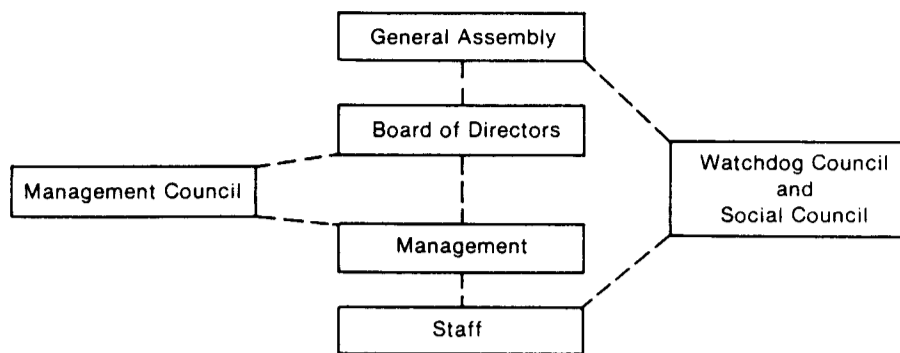 General Assembly
Board of Directors
Management Council
Watchdog Council
and
Social Council
Management
Staff